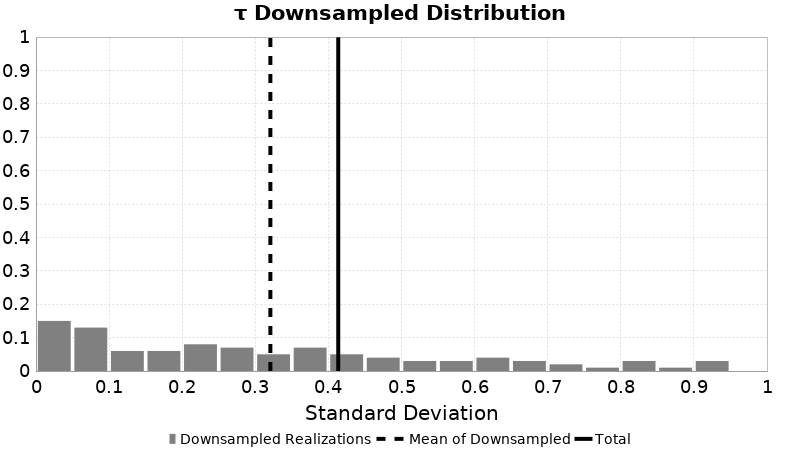 τ Downsampled Distribution
1
0.9
0.8
0.7
0.6
0.5
0.4
0.3
0.2
0.1
0
0 0.1 0.2 0.3 0.4 0.5 0.6 0.7 0.8 0.9 1
Standard Deviation
Downsampled Realizations Mean of Downsampled Total